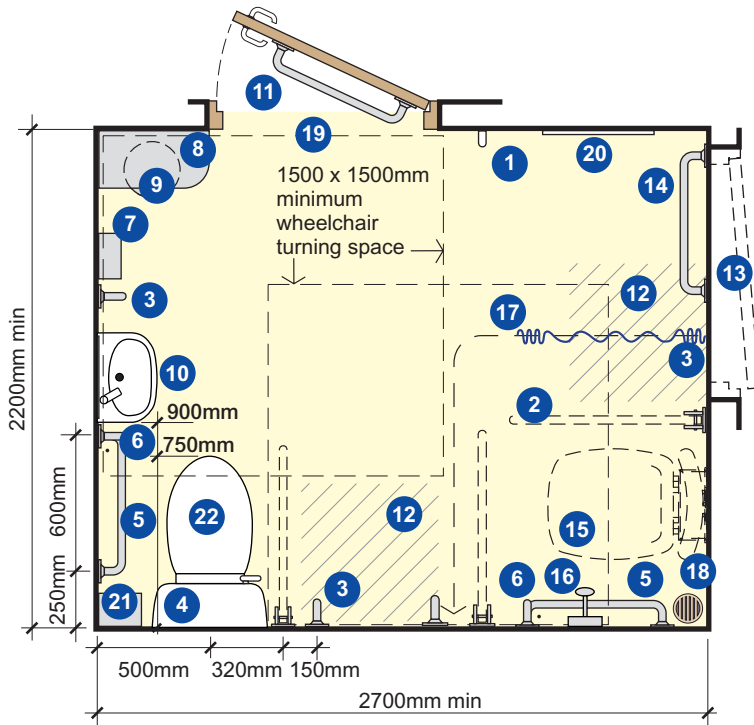 11
19
8
1
20
9
14
1500 x 1500mm
minimum
wheelchair
turning space
7
13
3
12
17
3
10
2200mm min
900mm
2
6
750mm
22
12
5
600mm
15
18
250mm
21
4
3
6
16
5
500mm
320mm
150mm
2700mm min